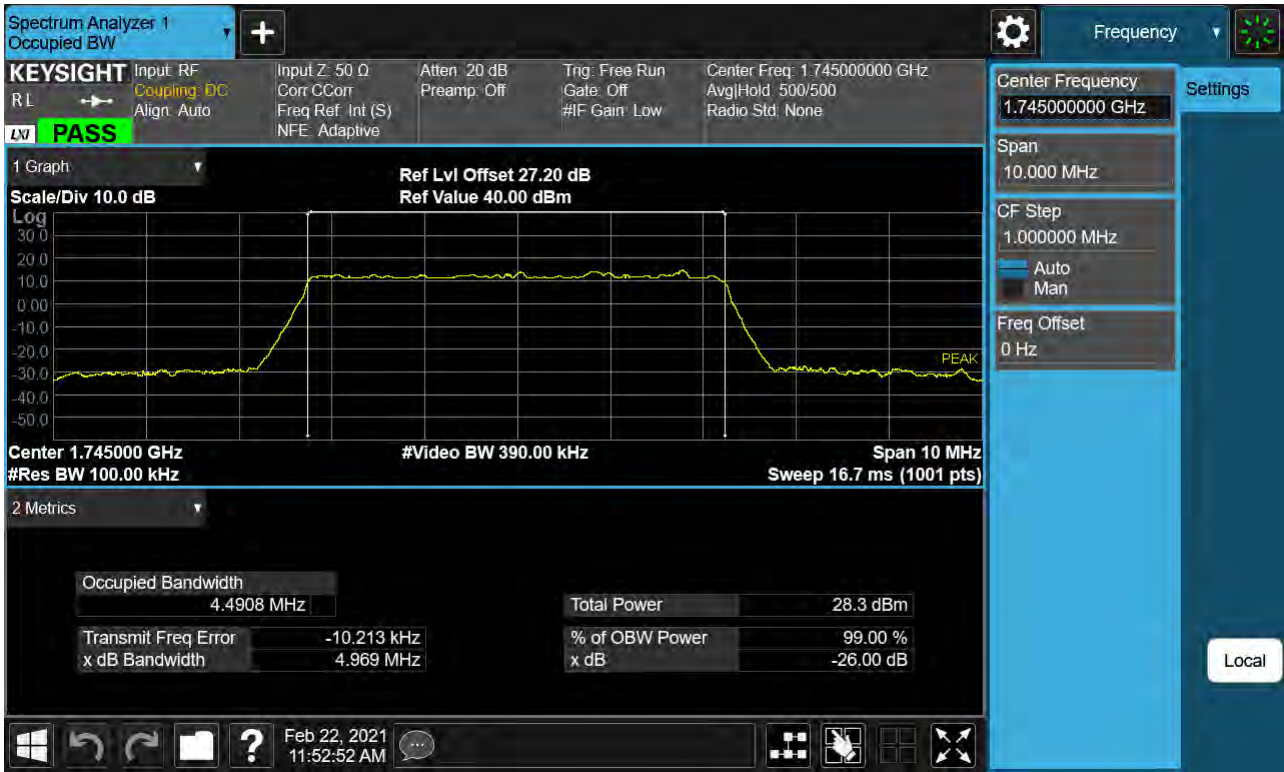 Spectrum Analyzer 1
Occupied BW
+
Frequency
KEYSIGHT
R L
LXI
PASS
Input: RF
Coupling: DC
Align: Auto
Input Z: 50 Ω
Corr CCorr
Freq Ref: Int (S)
NFE: Adaptive
Atten: 20 dB
Preamp: Off
Trig: Free Run
Gate: Off
#IF Gain: Low
Center Freq: 1.745000000 GHz
Avg|Hold: 500/500
Radio Std: None
Center Frequency
1.745000000 GHz
Settings
Span
10.000 MHz
CF Step
1.000000 MHz
Auto
Man
Freq Offset
0 Hz
Local
1 Graph
Scale/Div 10.0 dB
Ref Lvl Offset 27.20 dB
Ref Value 40.00 dBm
Log
30.0
20.0
10.0
0.00
-10.0
-20.0
-30.0
-40.0
-50.0
PEAK
Center 1.745000 GHz
#Res BW 100.00 kHz
#Video BW 390.00 kHz
Span 10 MHz
Sweep 16.7 ms (1001 pts)
2 Metrics
Occupied Bandwidth
4.4908 MHz
Total Power 28.3 dBm
Transmit Freq Error -10.213 kHz
% of OBW Power 99.00 %
x dB Bandwidth 4.969 MHz
x dB -26.00 dB
?
Feb 22, 2021
11:52:52 AM